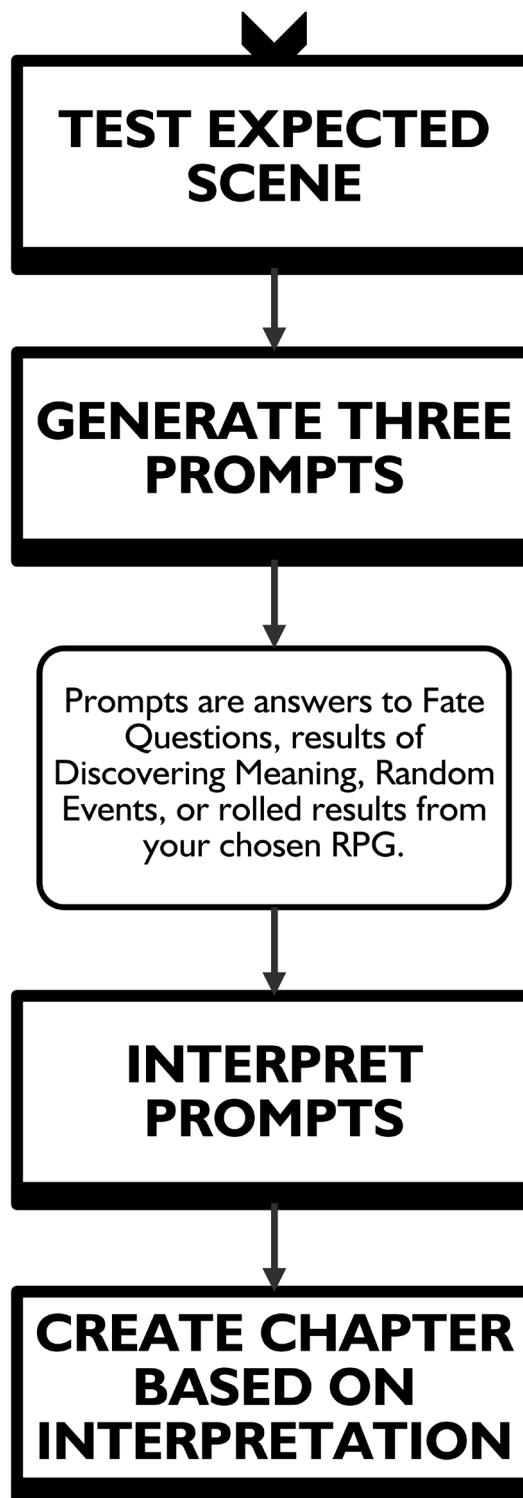 TEST EXPECTED
SCENE
GENERATE THREE
PROMPTS
Prompts are answers to Fate
Questions, results of
Discovering Meaning, Random
Events, or rolled results from
your chosen RPG.
INTERPRET
PROMPTS
CREATE CHAPTER
BASED ON
INTERPRETATION